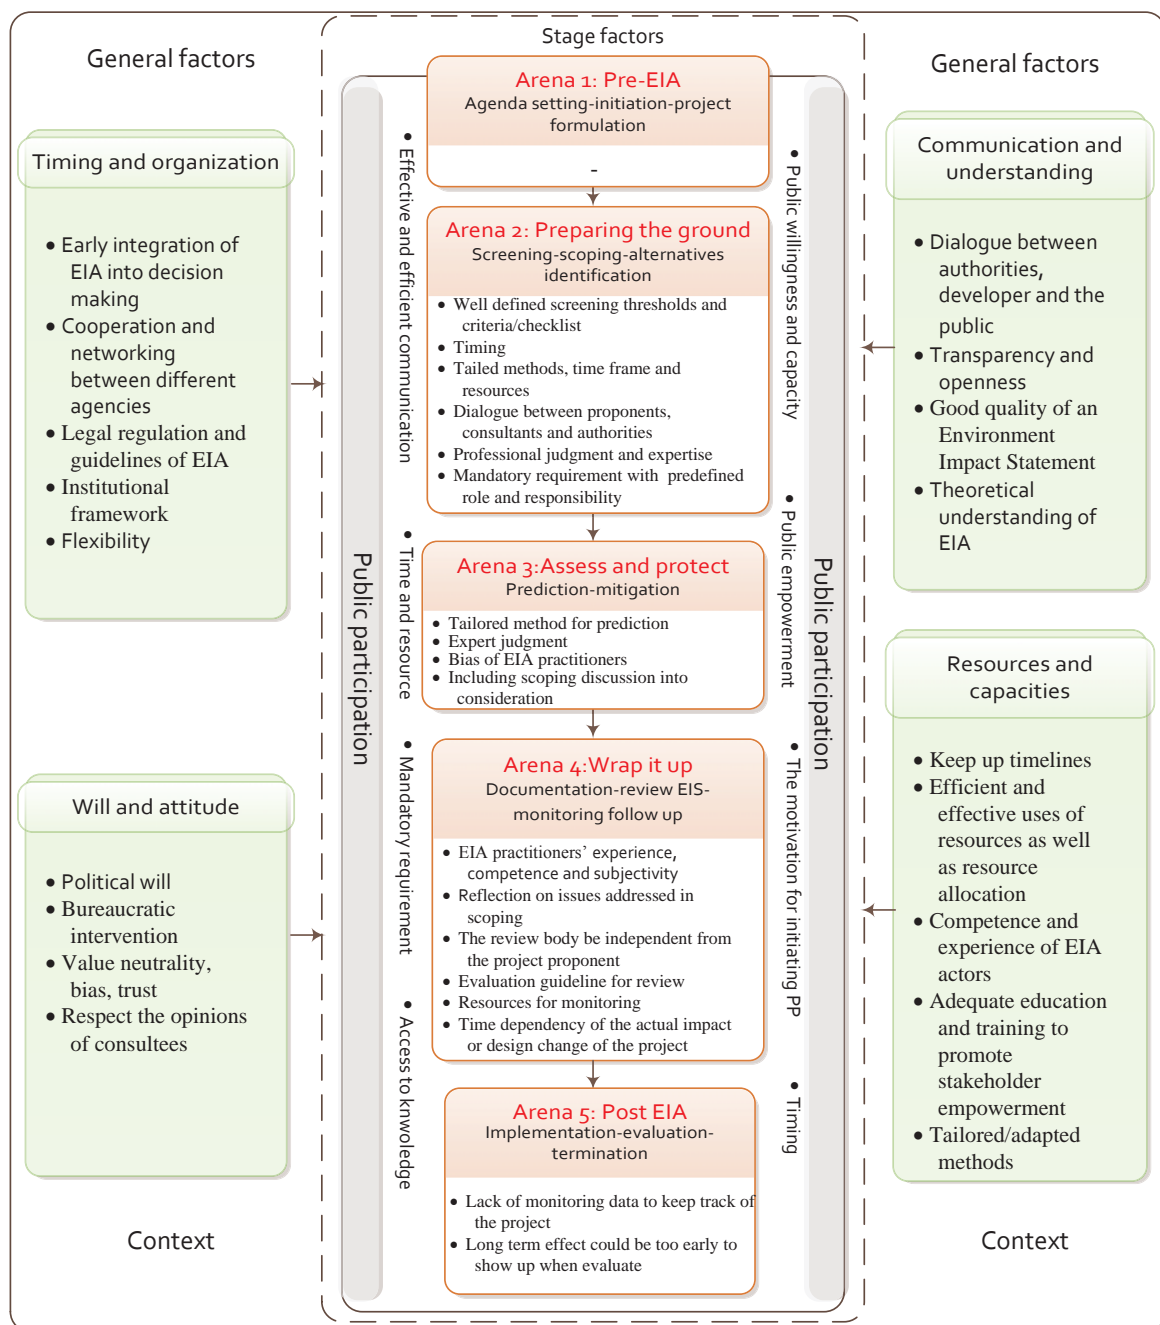 General factors
Timing and organization
• Early integration of
EIA into decision
making
• Cooperation and
networking
between different
agencies
• Legal regulation and
guidelines of EIA
• Institutional
framework
• Flexibility
Will and attitude
• Political will
• Bureaucratic
intervention
• Value neutrality,
bias, trust
• Respect the opinions
of consultees
Context
Stage factors
Public participation
• Effective and efficient communication
• Time and resource
• Mandatory requirement
• Access to knwoledge
Arena 1: Pre-EIA
Agenda setting-initiation-project
formulation
-
Arena 2: Preparing the ground
Screening-scoping-alternatives
identification
• Well defined screening thresholds and
criteria/checklist
• Timing
• Tailed methods, time frame and
resources
• Dialogue between proponents,
consultants and authorities
• Professional judgment and expertise
• Mandatory requirement with predefined
role and responsibility
Arena 3:Assess and protect
Prediction-mitigation
• Tailored method for prediction
• Expert judgment
• Bias of EIA practitioners
• Including scoping discussion into
consideration
Arena 4:Wrap it up
Documentation-review EIS-
monitoring follow up
• EIA practitioners’ experience,
competence and subjectivity
• Reflection on issues addressed in
scoping
• The review body be independent from
the project proponent
• Evaluation guideline for review
• Resources for monitoring
• Time dependency of the actual impact
or design change of the project
Arena 5: Post EIA
Implementation-evaluation-
termination
• Lack of monitoring data to keep track of
the project
• Long term effect could be too early to
show up when evaluate
• Public willingness and capacity
• Public empowerment
• The motivation for initiating PP
• Timing
Public participation
General factors
Communication and
understanding
• Dialogue between
authorities,
developer and the
public
• Transparency and
openness
• Good quality of an
Environment
Impact Statement
• Theoretical
understanding of
EIA
Resources and
capacities
• Keep up timelines
• Efficient and
effective uses of
resources as well
as resource
allocation
• Competence and
experience of EIA
actors
• Adequate education
and training to
promote
stakeholder
empowerment
• Tailored/adapted
methods
Context